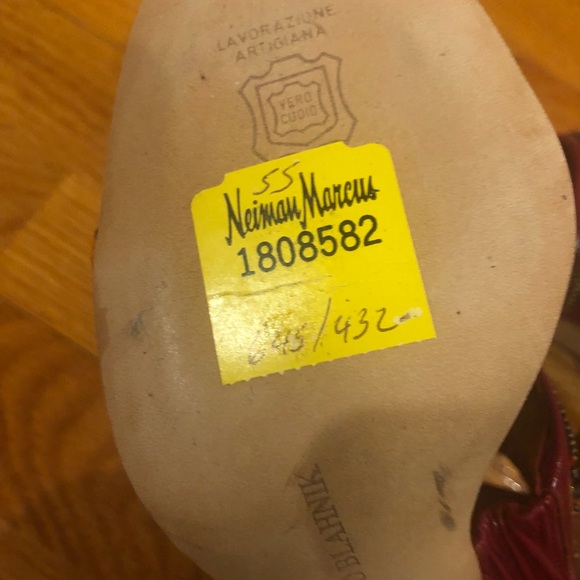 LAVORAZIONE
ARTIGIANA
VERO
CUOIO
55
Neiman Marcus
1808582
645/432
BLAHNIK